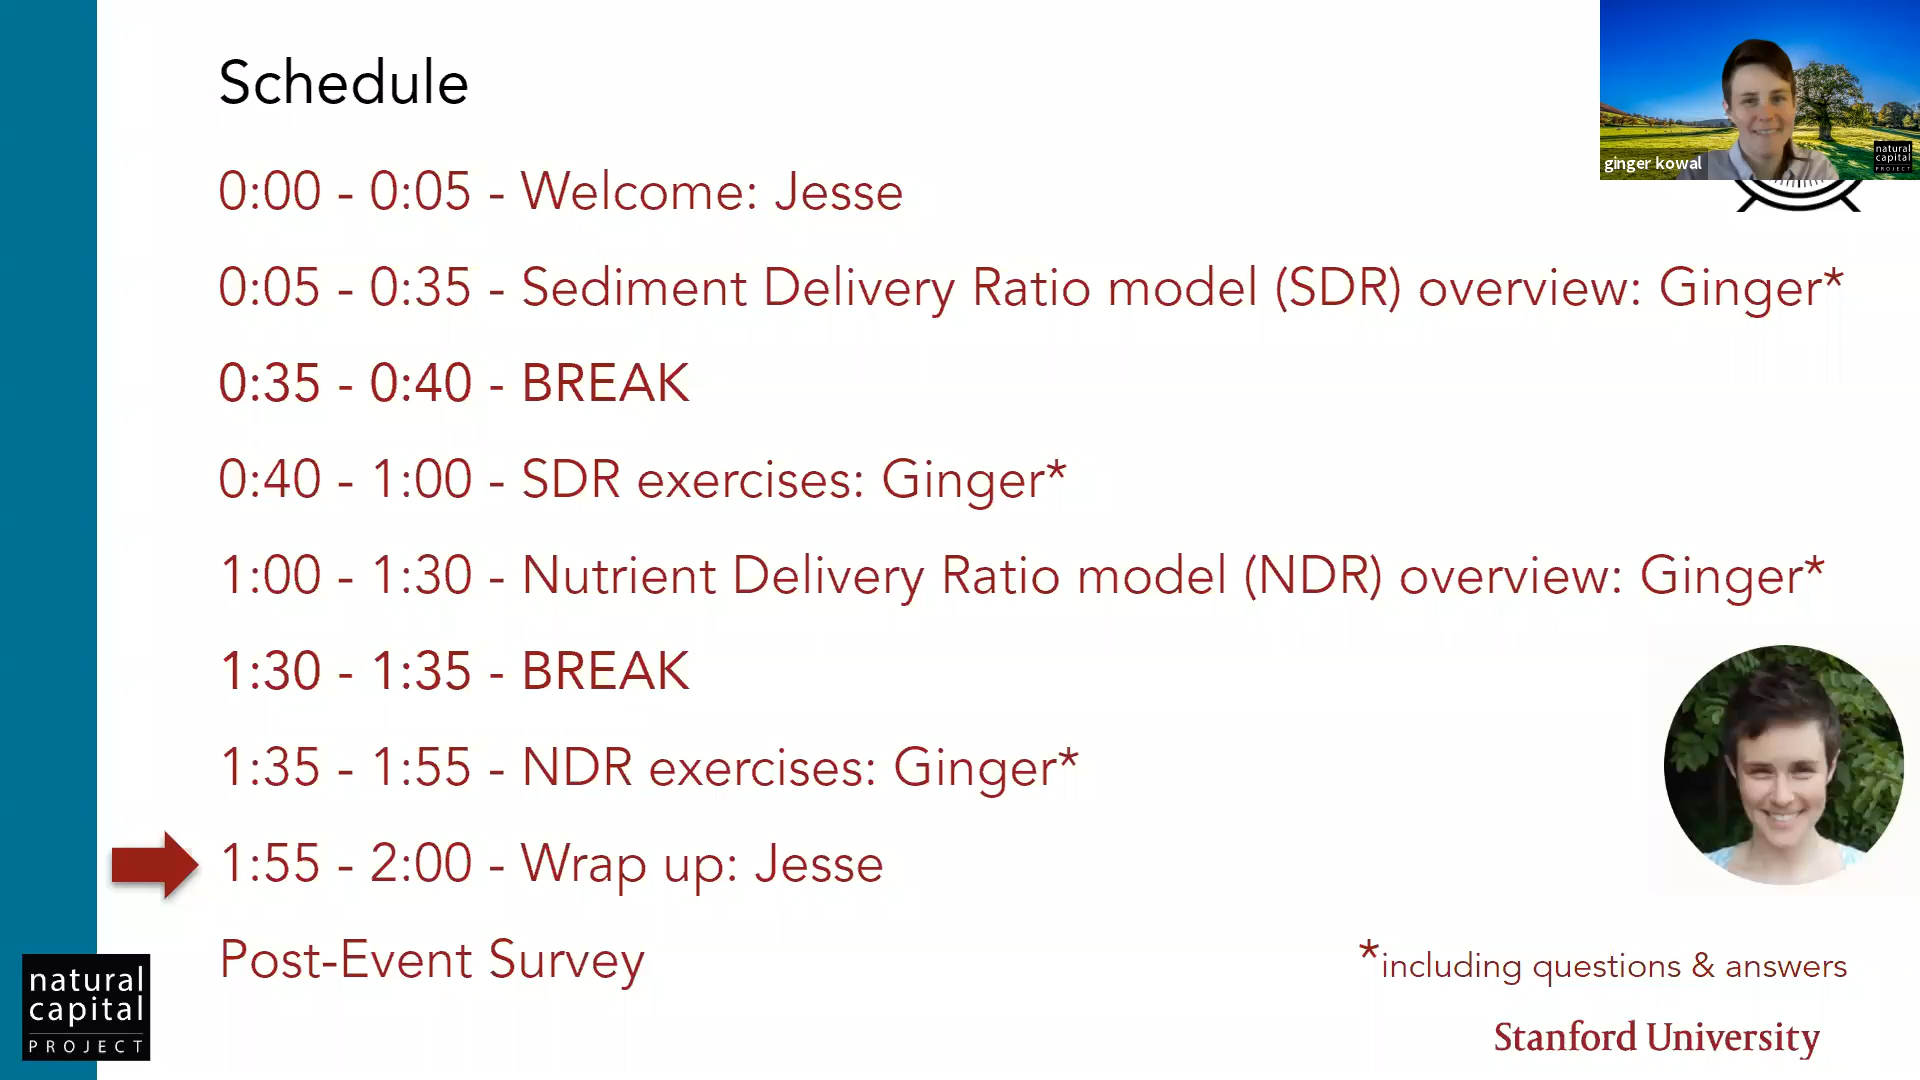 Schedule
ginger kowal
natural
capital
PROJECT
0:00 - 0:05 - Welcome: Jesse
0:05 - 0:35 - Sediment Delivery Ratio model (SDR) overview: Ginger*
0:35 - 0:40 - BREAK
0:40 - 1:00 - SDR exercises: Ginger*
1:00 - 1:30 - Nutrient Delivery Ratio model (NDR) overview: Ginger*
1:30 - 1:35 - BREAK
1:35 - 1:55 - NDR exercises: Ginger*
1:55 - 2:00 - Wrap up: Jesse
Post-Event Survey
*including questions & answers
natural
capital
PROJECT
Stanford University